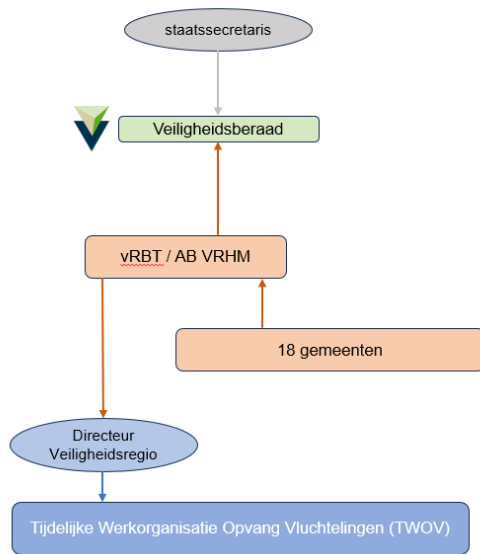 staatssecretaris
Veiligheidsberaad
vRBT / AB VRHM
18 gemeenten
Directeur
Veiligheidsregio
Tijdelijke Werkorganisatie Opvang Vluchtelingen (TWOV)